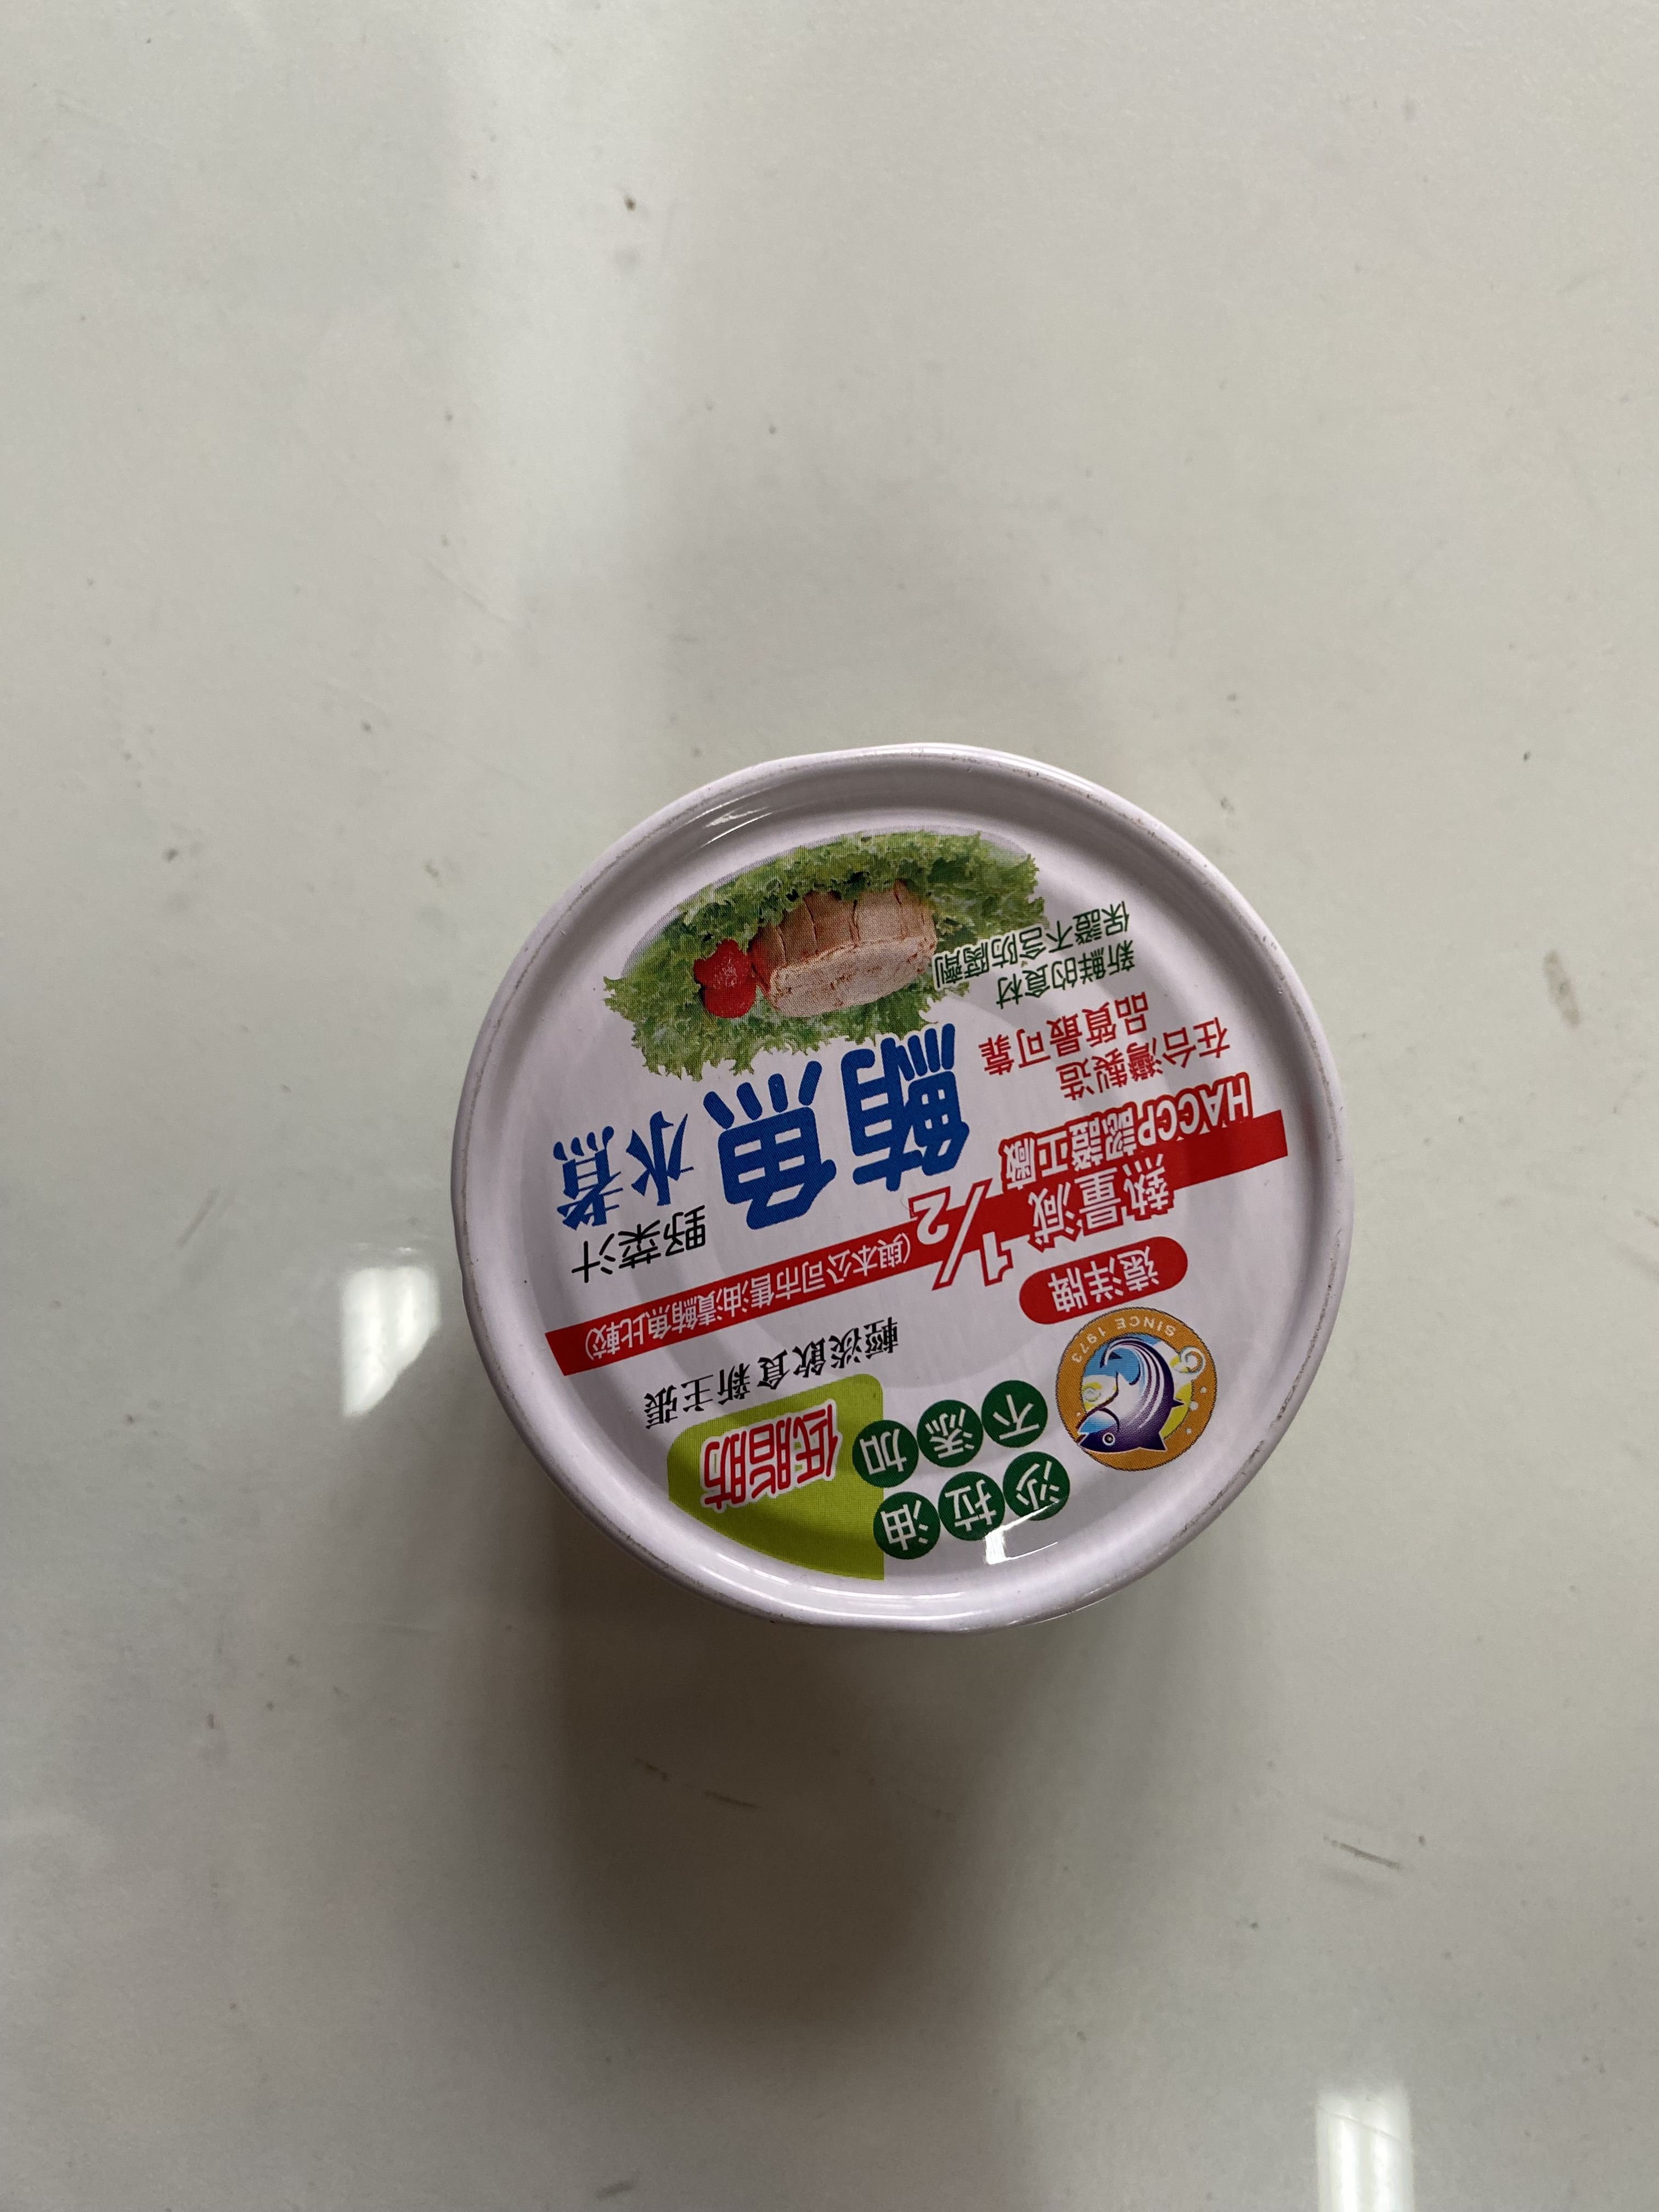 沙拉油
不添加
低脂肪
SINCE 1973
輕淡飲食新主張
遠洋牌
熱量減1/2(與本公司市售油漬鮪魚比較)
野菜汁
HACCP認證工廠
鮪魚水煮
在台灣製造
品質最可靠
新鮮的食材
保證不含防腐劑